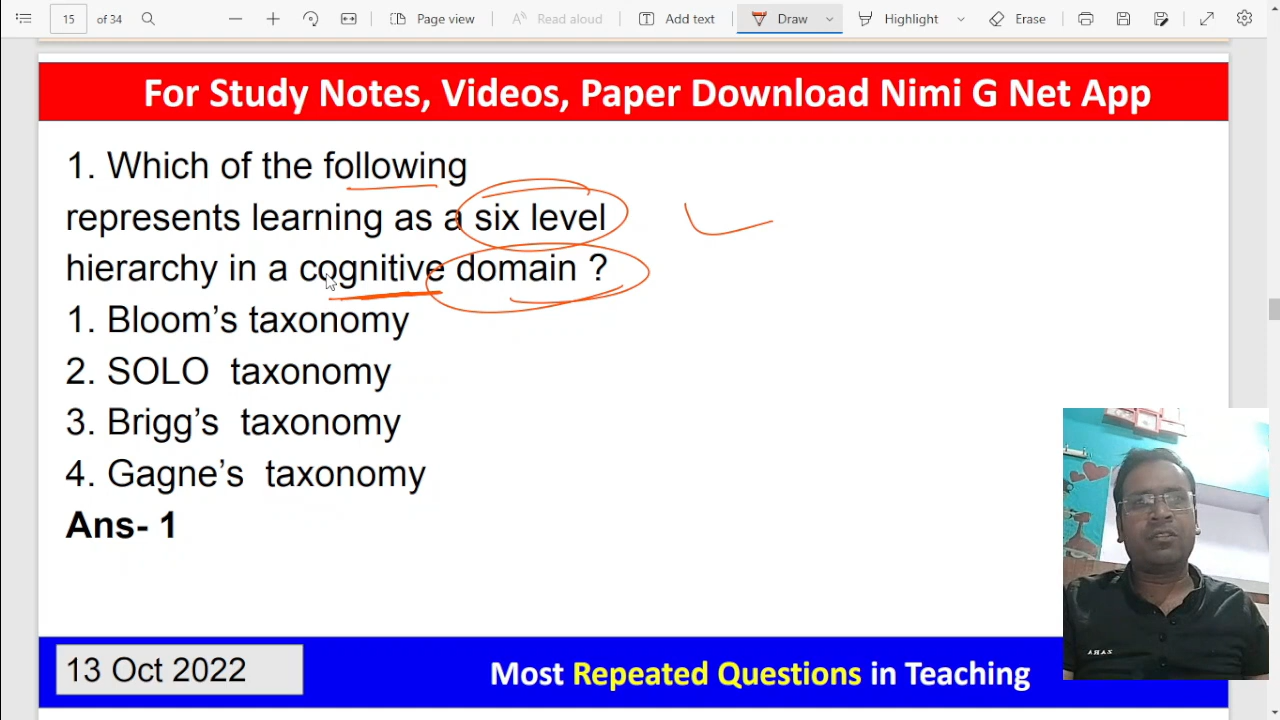 15 of 34 Page view Read aloud Add text Draw Highlight Erase
For Study Notes, Videos, Paper Download Nimi G Net App
1. Which of the following
represents learning as a six level
hierarchy in a cognitive domain ?
1. Bloom's taxonomy
2. SOLO taxonomy
3. Brigg's taxonomy
4. Gagne's taxonomy
Ans- 1
ZARA
13 Oct 2022
Most Repeated Questions in Teaching